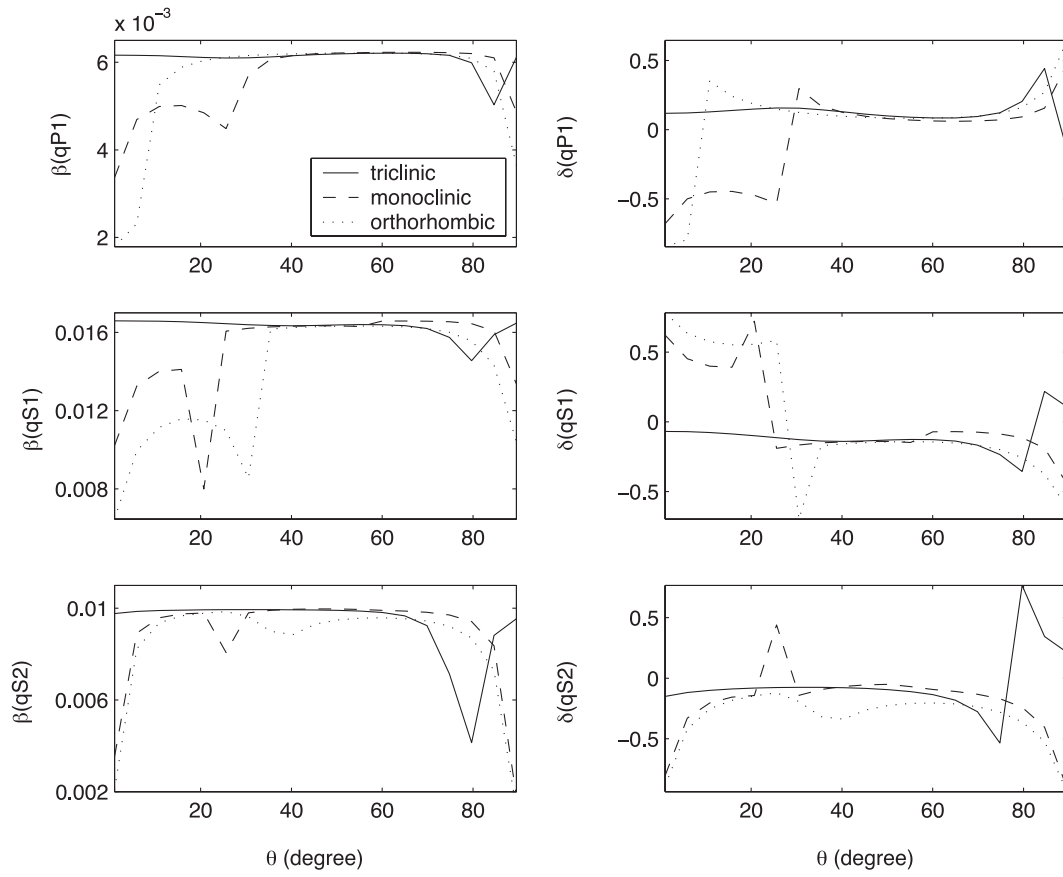 x 10⁻³
6
4
2
β(qP1)
20 40 60 80
triclinic
monoclinic
orthorhombic
0.5
0
−0.5
δ(qP1)
20 40 60 80
0.016
0.012
0.008
β(qS1)
20 40 60 80
0.5
0
−0.5
δ(qS1)
20 40 60 80
0.01
0.006
0.002
β(qS2)
20 40 60 80
θ (degree)
0.5
0
−0.5
δ(qS2)
20 40 60 80
θ (degree)